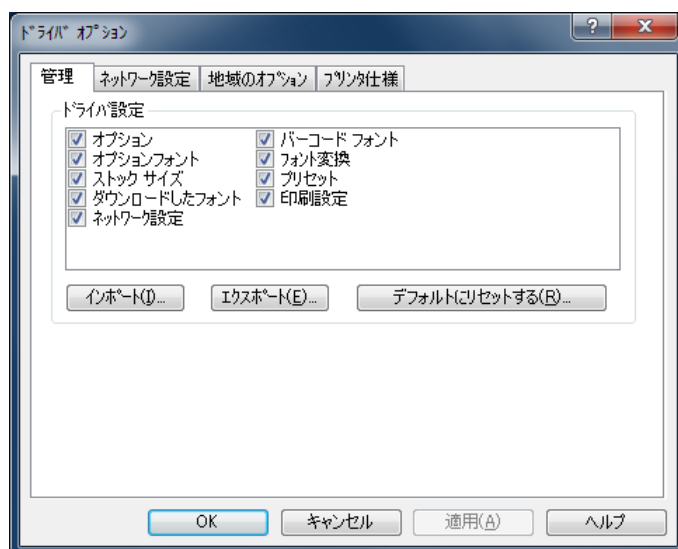 ﾄﾞﾗｲﾊﾞ ｵﾌﾟｼｮﾝ
管理 ﾈｯﾄﾜｰｸ設定 地域のｵﾌﾟｼｮﾝ ﾌﾟﾘﾝﾀ仕様
ﾄﾞﾗｲﾊﾞ設定
オプション
オプションフォント
ストック サイズ
ダウンロードしたフォント
ﾈｯﾄﾜｰｸ設定
バーコード フォント
ﾌｫﾝﾄ変換
プリセット
印刷設定
ｲﾝﾎﾟｰﾄ(I)... ｴｸｽﾎﾟｰﾄ(E)... デフォルトにリセットする(R)...
OK キャンセル 適用(A) ヘルプ